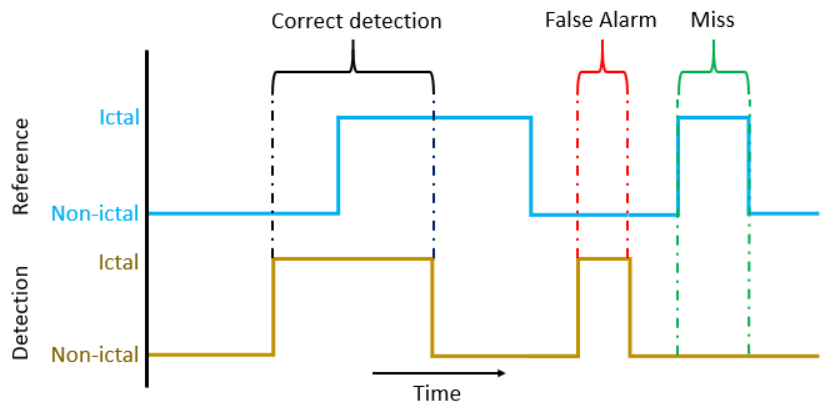 Correct detection
False Alarm
Miss
Reference
Ictal
Non-ictal
Detection
Ictal
Non-ictal
Time